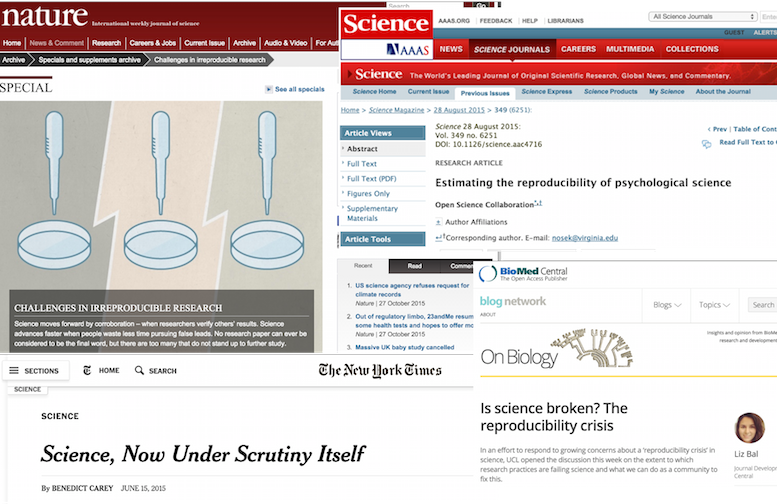 nature International weekly journal of science
Home News & Comment Research Careers & Jobs Current Issue Archive Audio & Video For
Archive Specials and supplements archive Challenges in irreproducible research
SPECIAL
See all specials
CHALLENGES IN IRREPRODUCIBLE RESEARCH
Science moves forward by corroboration – when researchers verify others' results. Science
advances faster when people waste less time pursuing false leads. No research paper can ever be
considered to be the final word, but there are too many that do not stand up to further study.
Search Go
Science
AAAS
AAAS.ORG | FEEDBACK | HELP | LIBRARIANS
All Science Journals
GUEST ALERTS
NEWS SCIENCE JOURNALS CAREERS MULTIMEDIA COLLECTIONS
Science The World's Leading Journal of Original Scientific Research, Global News, and Commentary.
Science Home Current Issue Previous Issues Science Express Science Products My Science About the Journal
Home > Science Magazine > 28 August 2015 > 349 (6251):
Article Views
Abstract
Full Text
Full Text (PDF)
Figures Only
Supplementary
Materials
Article Tools
Science 28 August 2015:
Vol. 349 no. 6251
DOI: 10.1126/science.aac4716
‹ Prev | Table of
Read Full Text to
RESEARCH ARTICLE
Estimating the reproducibility of psychological science
Open Science Collaboration*,†
+ Author Affiliations
↵†Corresponding author. E-mail: nosek@virginia.edu
Recent Read
1. US science agency refuses request for
climate records
Nature | 27 October 2015
2. Out of regulatory limbo, 23andMe
some health tests and hopes to offer
Nature | 27 October 2015
3. Massive UK baby study cancelled
BioMed Central
The Open Access Publisher
blog network
ABOUT
Blogs Topics Search
On Biology
Insights and opinion from
research and
Is science broken? The
reproducibility crisis
In an effort to respond to growing concerns about a 'reproducibility crisis' in
science, UCL opened the discussion this week on the extent to which
research practices are failing science and what we can do as a community to
fix this.
Liz Bal
Journal
Central
SECTIONS HOME SEARCH
The New York Times
SCIENCE
SCIENCE
Science, Now Under Scrutiny Itself
By BENEDICT CAREY JUNE 15, 2015